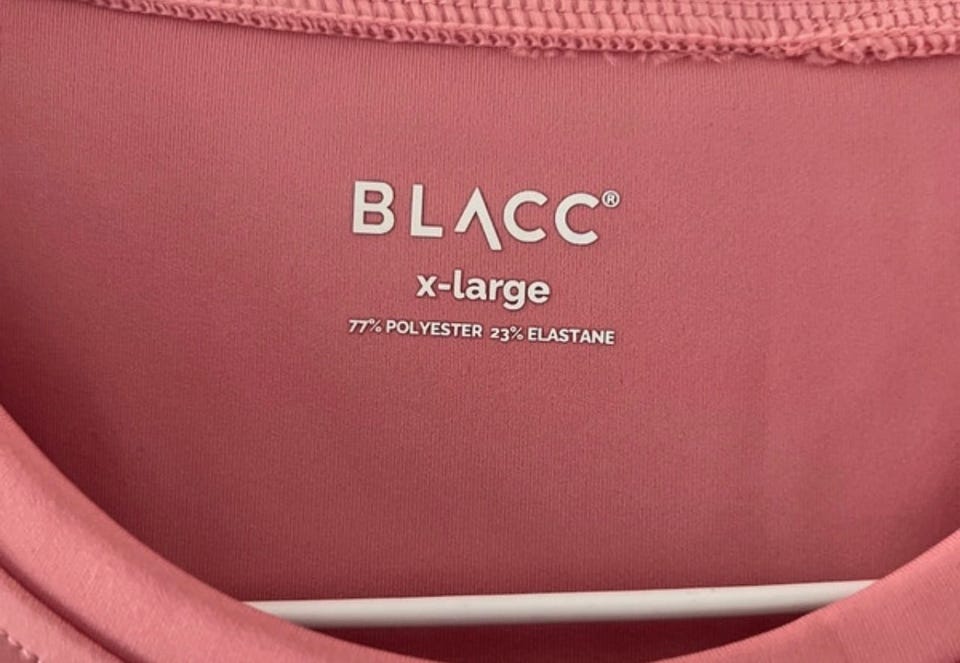 BLACC®
x-large
77% POLYESTER 23% ELASTANE